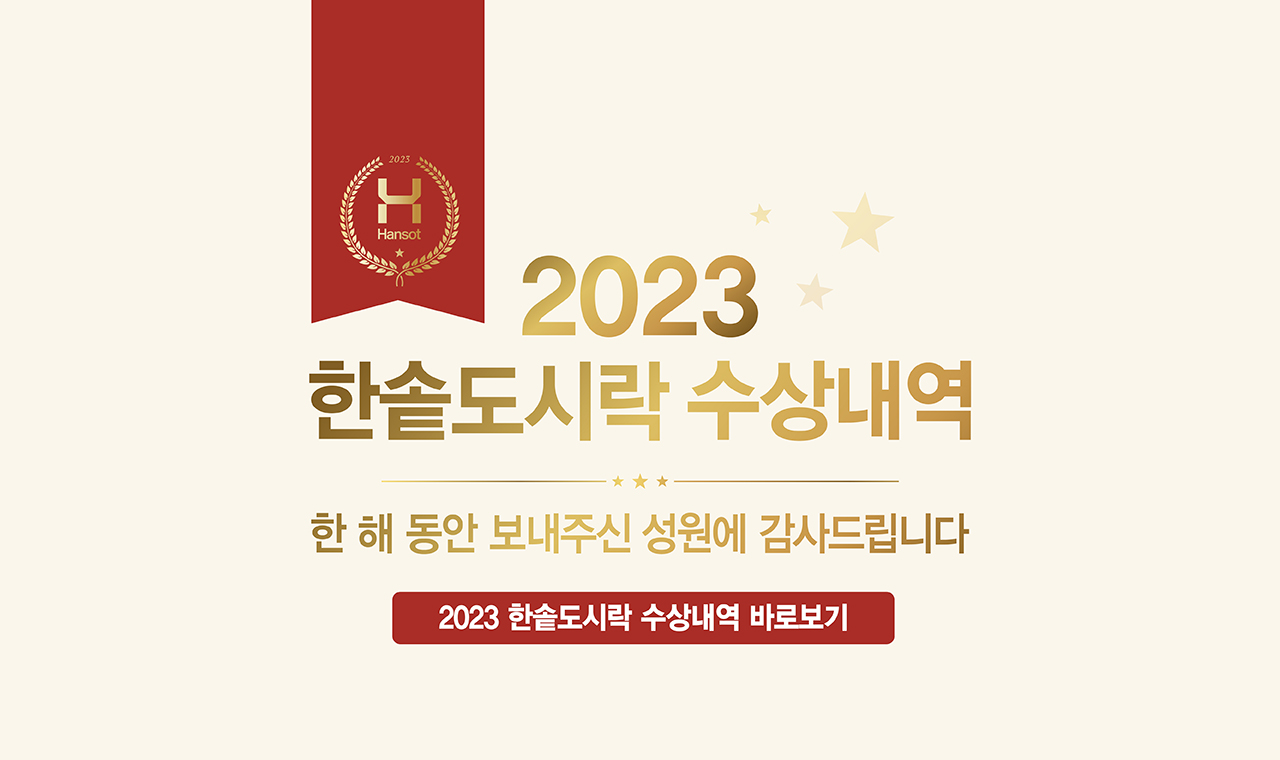 2023
Hansot
2023
한솥도시락 수상내역
한 해 동안 보내주신 성원에 감사드립니다
2023 한솥도시락 수상내역 바로보기